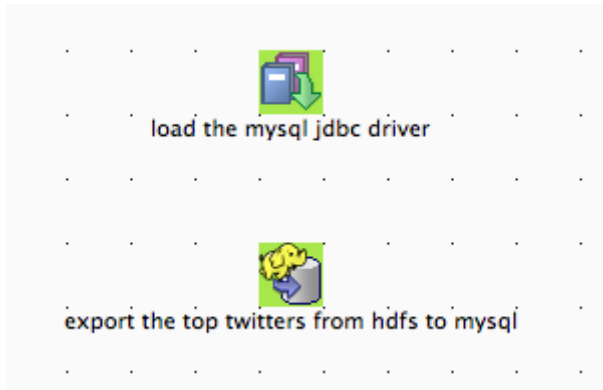 load the mysql jdbc driver
export the top twitters from hdfs to mysql